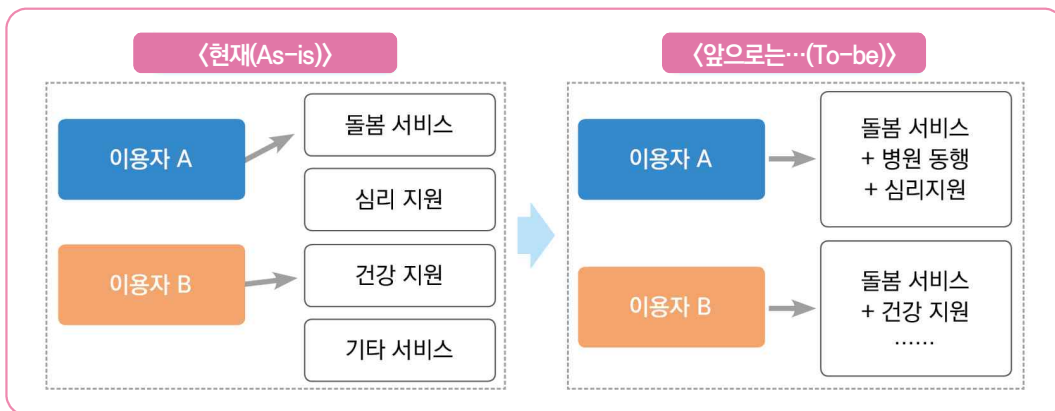 〈현재(As-is)〉
이용자 A
돌봄 서비스
심리 지원
이용자 B
건강 지원
기타 서비스
〈앞으로는…(To-be)〉
이용자 A
돌봄 서비스
+ 병원 동행
+ 심리지원
이용자 B
돌봄 서비스
+ 건강 지원
……